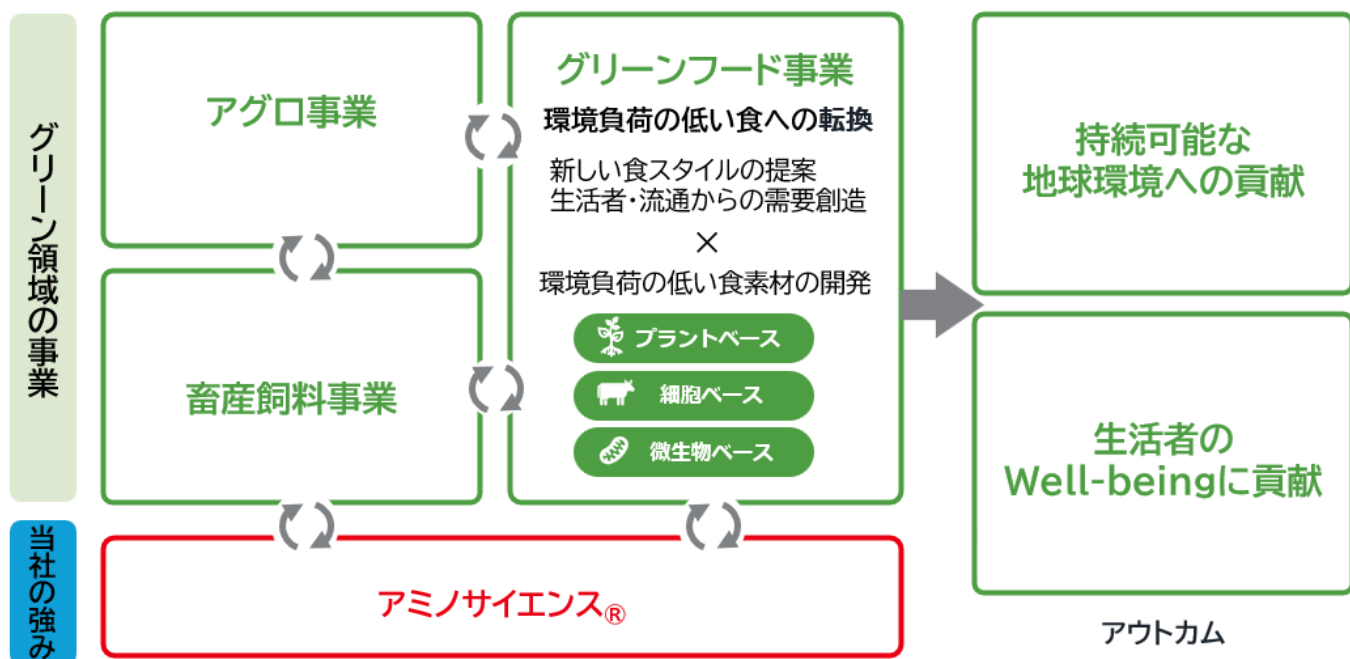 グリーン領域の事業
アグロ事業
畜産飼料事業
グリーンフード事業
環境負荷の低い食への転換
新しい食スタイルの提案
生活者・流通からの需要創造
×
環境負荷の低い食素材の開発
プラントベース
細胞ベース
微生物ベース
当社の強み
アミノサイエンス®
持続可能な
地球環境への貢献
生活者の
Well-beingに貢献
アウトカム